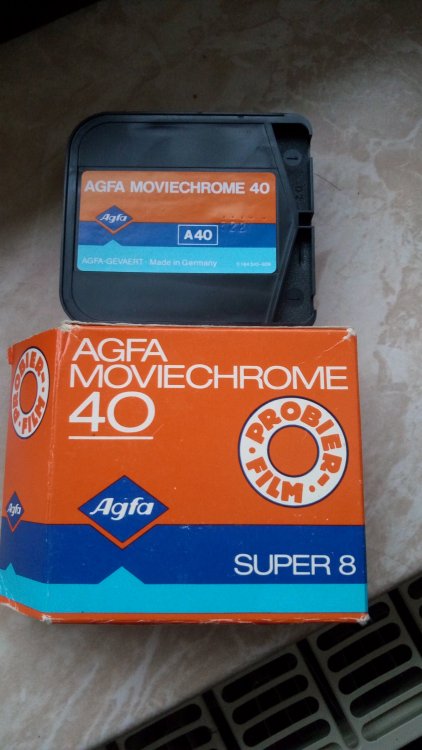 AGFA MOVIECHROME 40
Agfa
A40
AGFA-GEVAERT · Made in Germany
AGFA
MOVIECHROME
40
PROBIER-
FILM
Agfa
SUPER 8
PROBIER-
FILM
Agfa